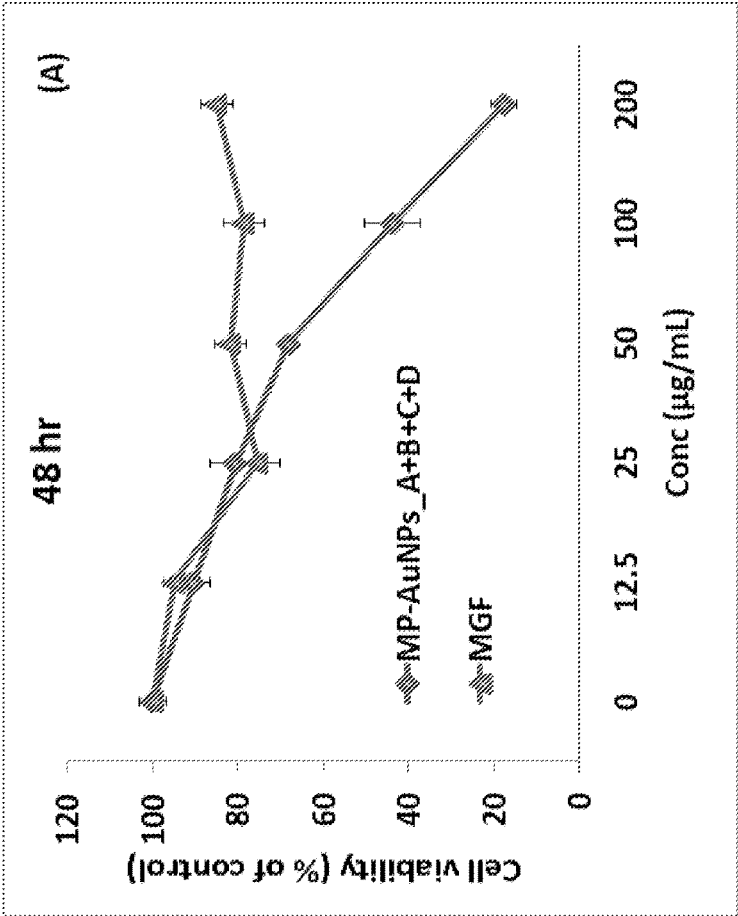 48 hr
(A)
Cell viability (% of control)
120
100
80
60
40
20
0
MP-AuNPs_A+B+C+D
MGF
0 12.5 25 50 100 200
Conc (µg/mL)